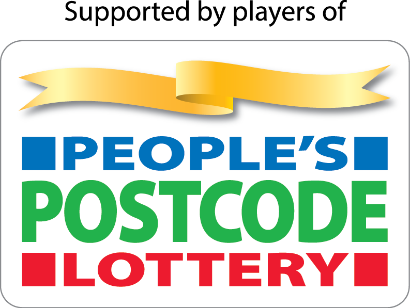 Supported by players of
PEOPLE'S
POSTCODE
LOTTERY